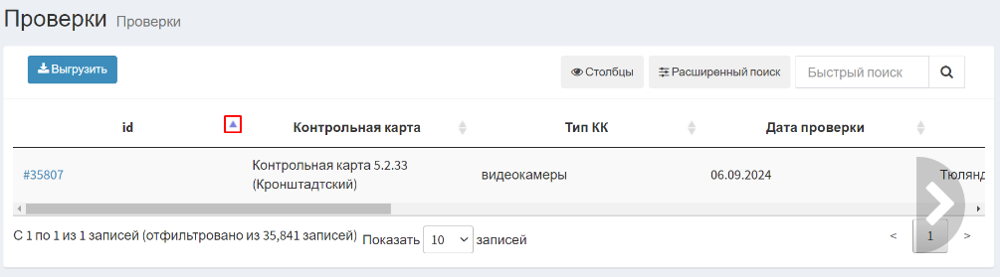 Проверки Проверки
Выгрузить Столбцы Расширенный поиск Быстрый поиск
id Контрольная карта Тип КК Дата проверки
#35807 Контрольная карта 5.2.33 (Кронштадтский) видеокамеры 06.09.2024 Тюлянд
С 1 по 1 из 1 записей (отфильтровано из 35,841 записей) Показать 10 записей < 1 >